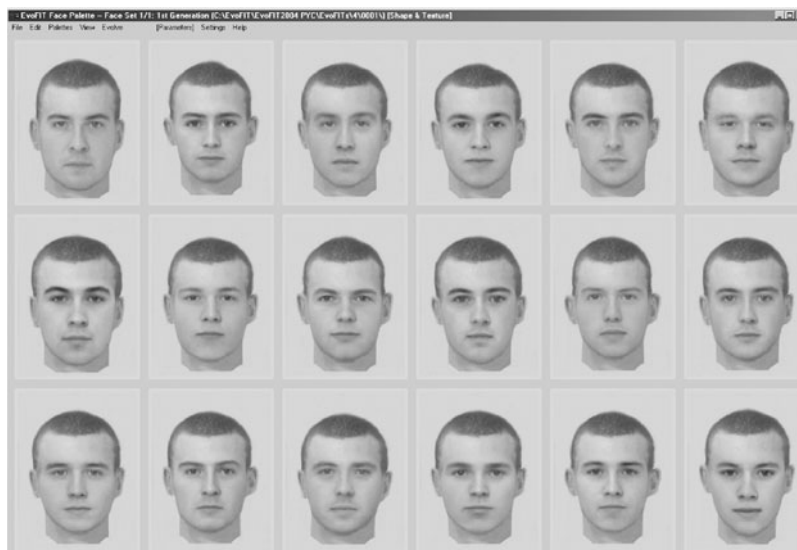 EvoFIT Face Palette -- Face Set 1/1: 1st Generation (C:\EvoFIT\EvoFIT2004 PYC\EvoFITs\4\0001\) [Shape & Texture]
File Edit Palettes View Evolve [Parameters] Settings Help